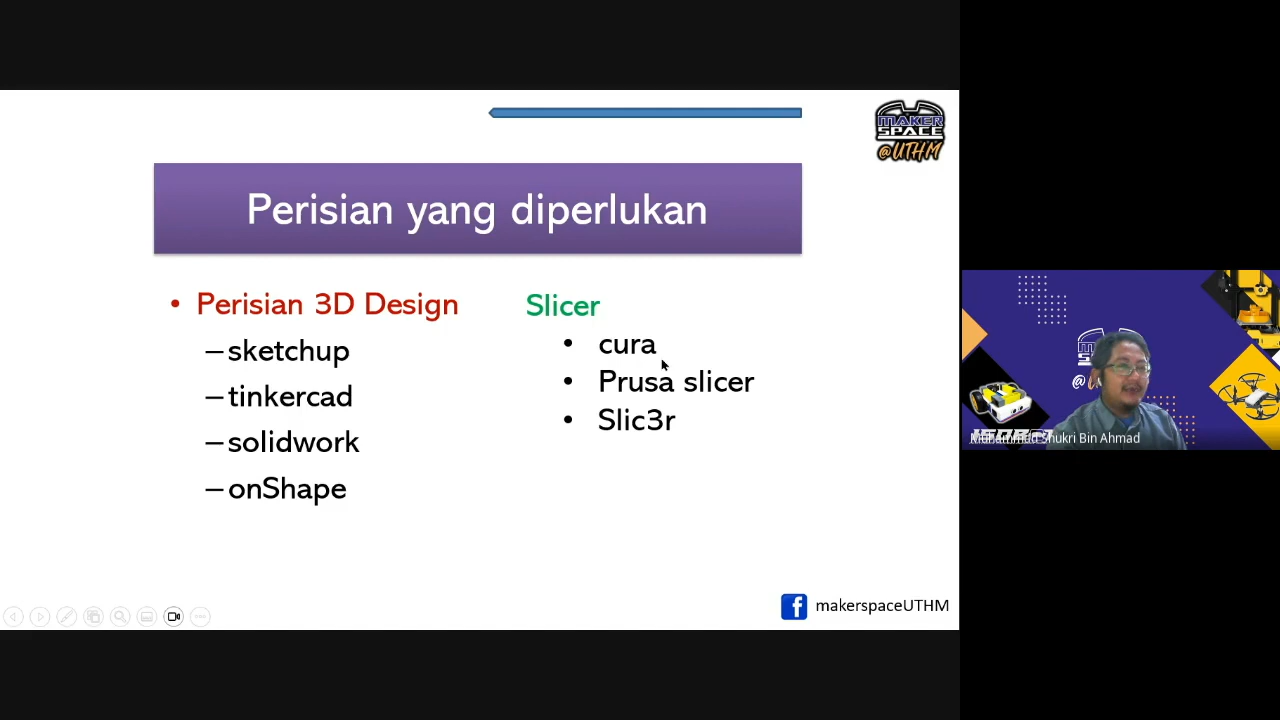 MAKER
SPACE
@UTHM
Perisian yang diperlukan
• Perisian 3D Design
– sketchup
– tinkercad
– solidwork
– onShape
Slicer
• cura
• Prusa slicer
• Slic3r
f makerspaceUTHM
Muhammad Shukri Bin Ahmad